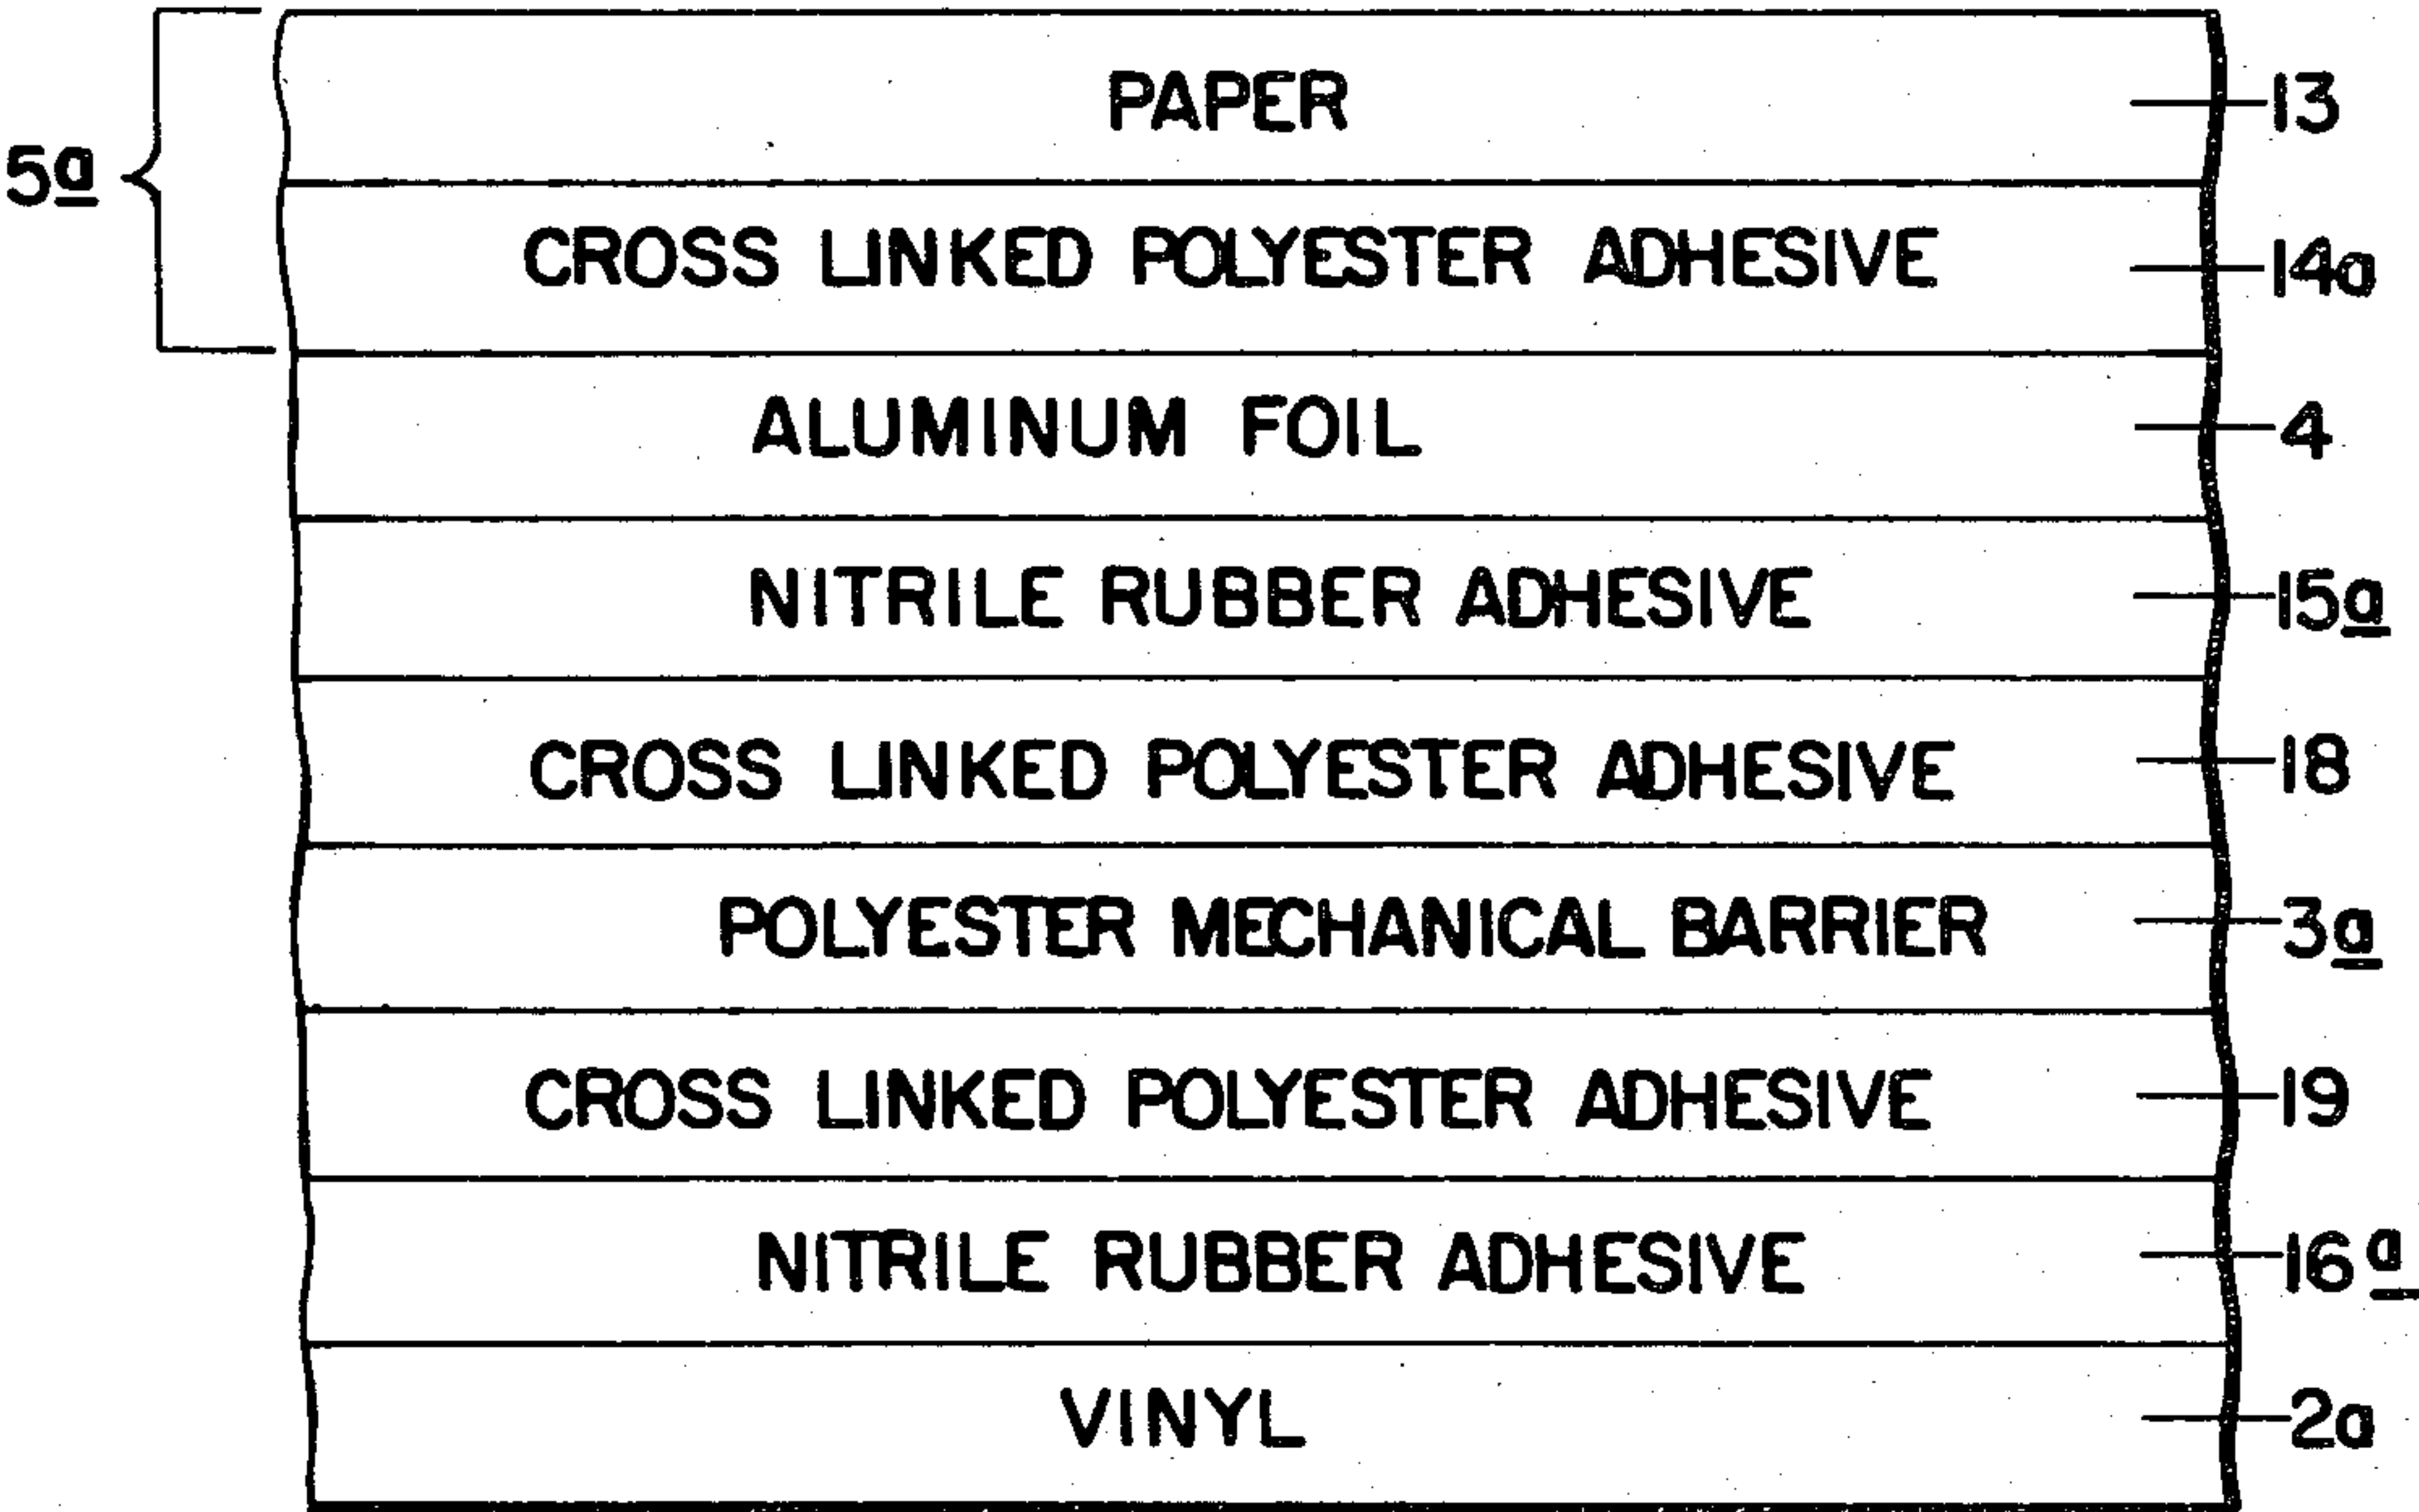 PAPER 13
5a
CROSS LINKED POLYESTER ADHESIVE 14a
ALUMINUM FOIL 4
NITRILE RUBBER ADHESIVE 15a
CROSS LINKED POLYESTER ADHESIVE 18
POLYESTER MECHANICAL BARRIER 3a
CROSS LINKED POLYESTER ADHESIVE 19
NITRILE RUBBER ADHESIVE 16a
VINYL 2a